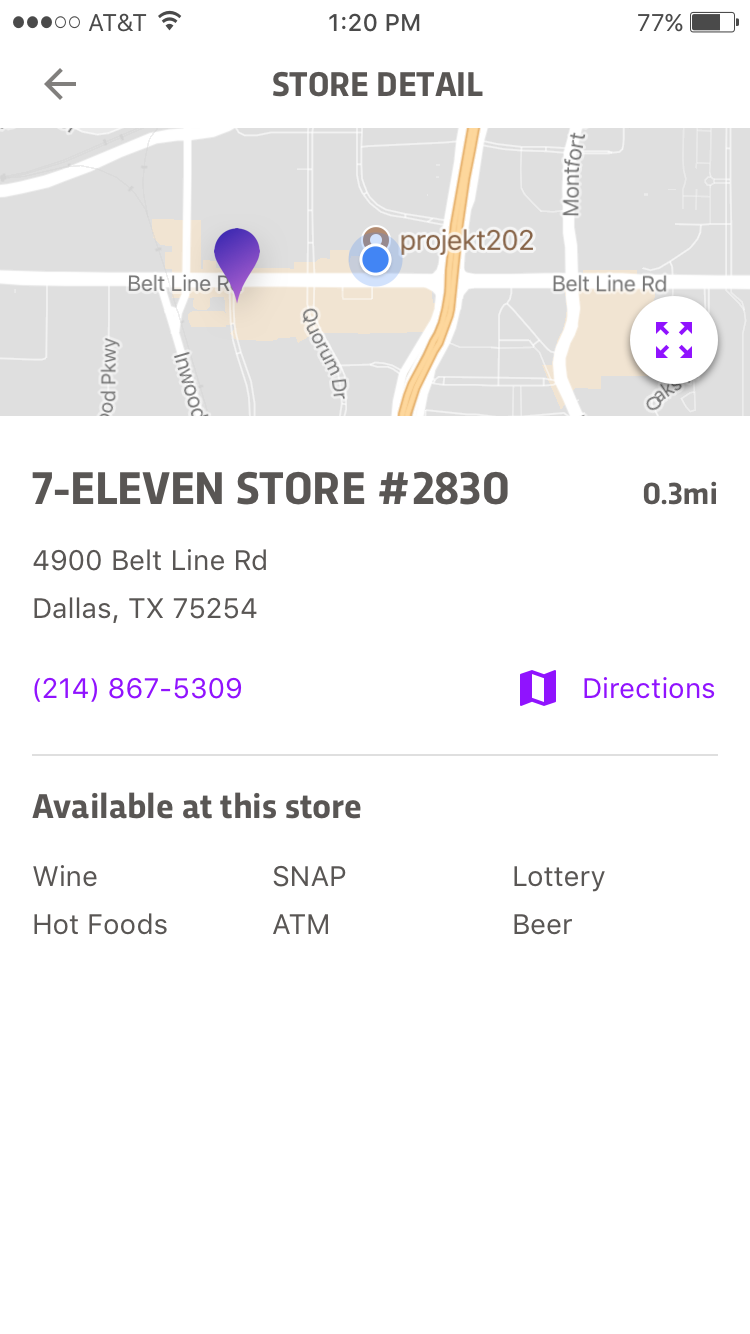 AT&T 1:20 PM 77%
STORE DETAIL
Montfort
projekt202
Belt Line R
Belt Line Rd
Quorum Dr
ood Pkwy
Inwood
Oaks
7-ELEVEN STORE #2830 0.3mi
4900 Belt Line Rd
Dallas, TX 75254
(214) 867-5309 Directions
Available at this store
Wine SNAP Lottery
Hot Foods ATM Beer